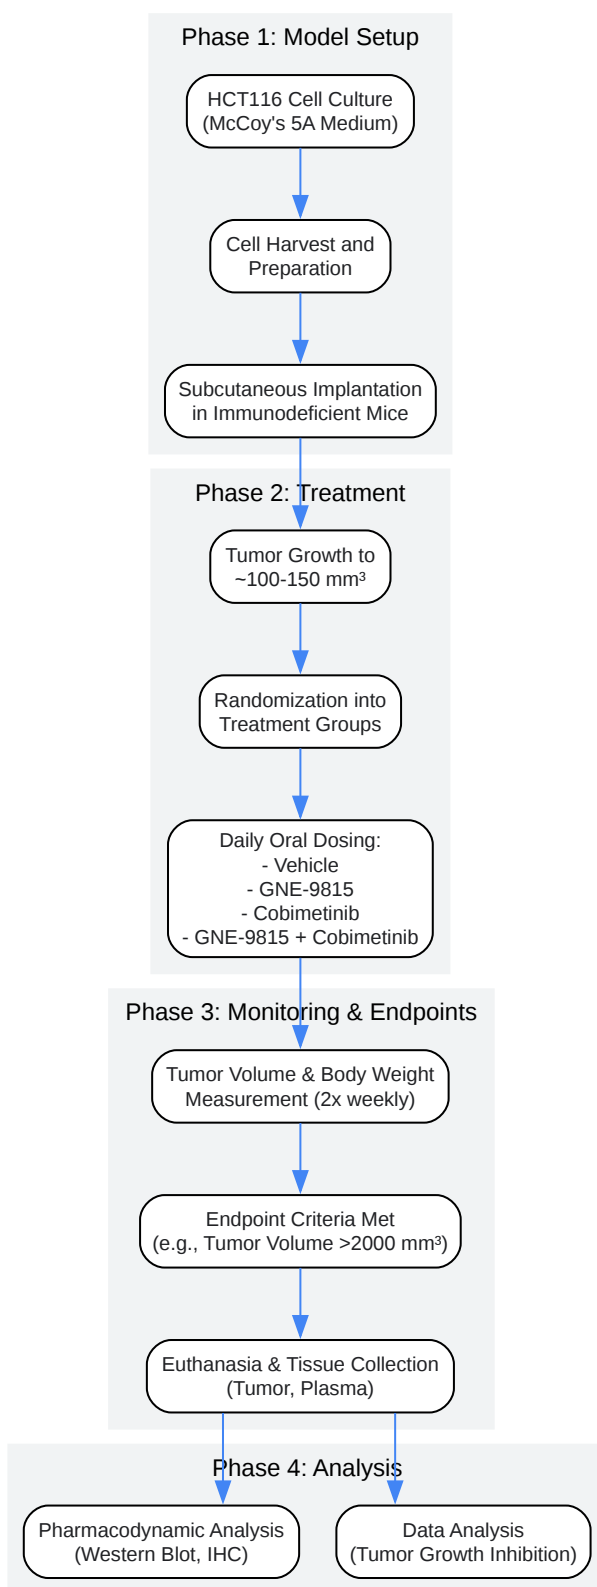 Phase 1: Model Setup
HCT116 Cell Culture
(McCoy's 5A Medium)
Cell Harvest and
Preparation
Subcutaneous Implantation
in Immunodeficient Mice
Phase 2: Treatment
Tumor Growth to
~100-150 mm³
Randomization into
Treatment Groups
Daily Oral Dosing:
- Vehicle
- GNE-9815
- Cobimetinib
- GNE-9815 + Cobimetinib
Phase 3: Monitoring & Endpoints
Tumor Volume & Body Weight
Measurement (2x weekly)
Endpoint Criteria Met
(e.g., Tumor Volume >2000 mm³)
Euthanasia & Tissue Collection
(Tumor, Plasma)
Phase 4: Analysis
Pharmacodynamic Analysis
(Western Blot, IHC)
Data Analysis
(Tumor Growth Inhibition)